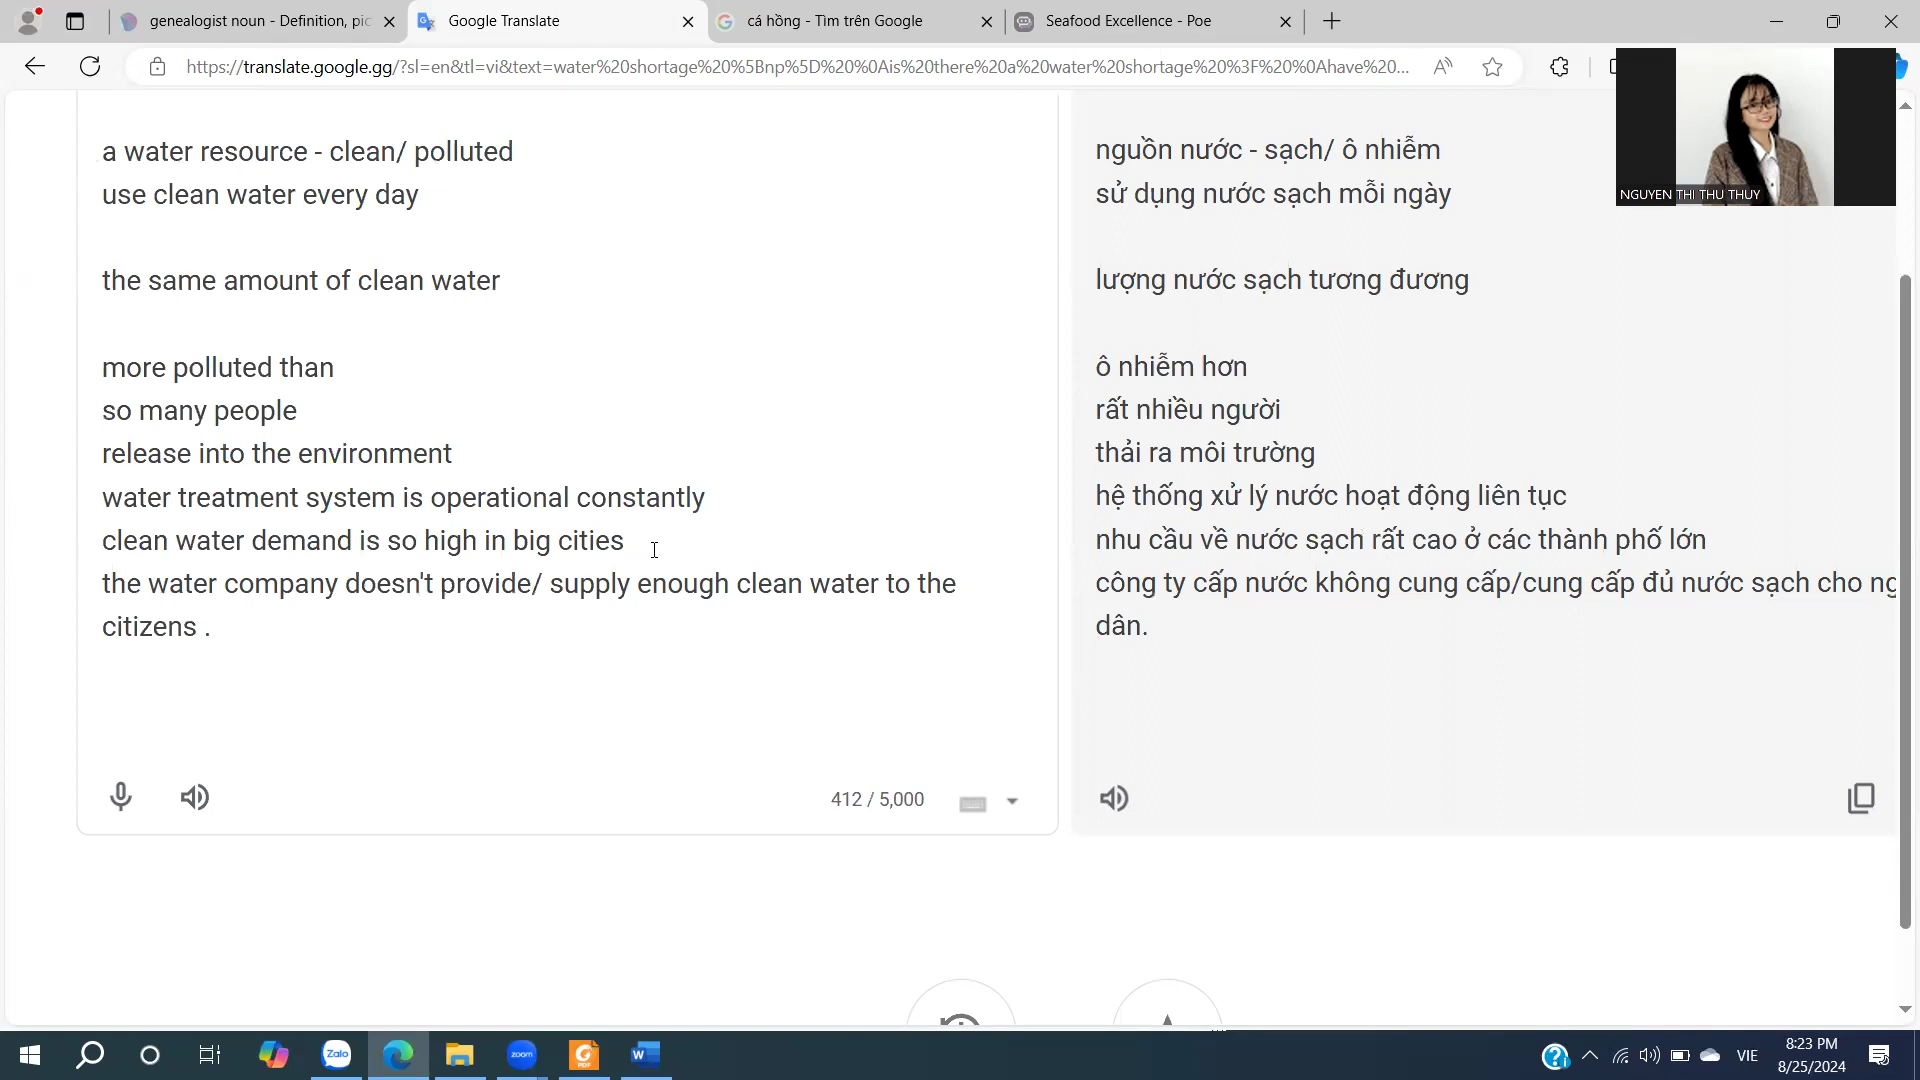 genealogist noun - Definition, pic
Google Translate
cá hồng - Tìm trên Google
Seafood Excellence - Poe
https://translate.google.gg/?sl=en&tl=vi&text=water%20shortage%20%5Bnp%5D%20%0Ais%20there%20a%20water%20shortage%20%3F%20%0Ahave%20...
NGUYEN THI THU THUY
a water resource - clean/ polluted
use clean water every day
the same amount of clean water
more polluted than
so many people
release into the environment
water treatment system is operational constantly
clean water demand is so high in big cities
the water company doesn't provide/ supply enough clean water to the
citizens .
412 / 5,000
nguồn nước - sạch/ ô nhiễm
sử dụng nước sạch mỗi ngày
lượng nước sạch tương đương
ô nhiễm hơn
rất nhiều người
thải ra môi trường
hệ thống xử lý nước hoạt động liên tục
nhu cầu về nước sạch rất cao ở các thành phố lớn
công ty cấp nước không cung cấp/cung cấp đủ nước sạch cho ng
dân.
Zalo
zoom
PDF
W
VIE
8:23 PM
8/25/2024